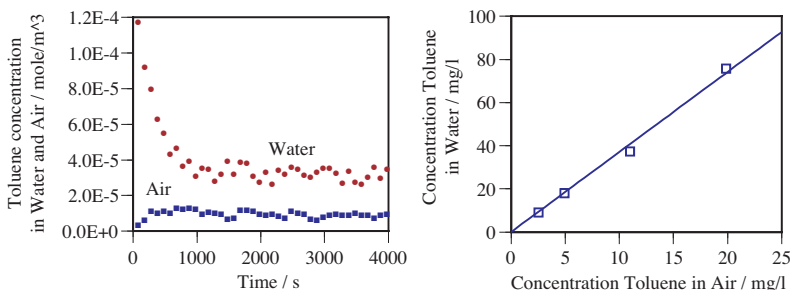 Toluene concentration
in Water and Air / mole/m^3
1.2E-4
1.0E-4
8.0E-5
6.0E-5
4.0E-5
2.0E-5
0.0E+0
Water
Air
0 1000 2000 3000 4000
Time / s
Concentration Toluene
in Water / mg/l
100
80
60
40
20
0
0 5 10 15 20 25
Concentration Toluene in Air / mg/l